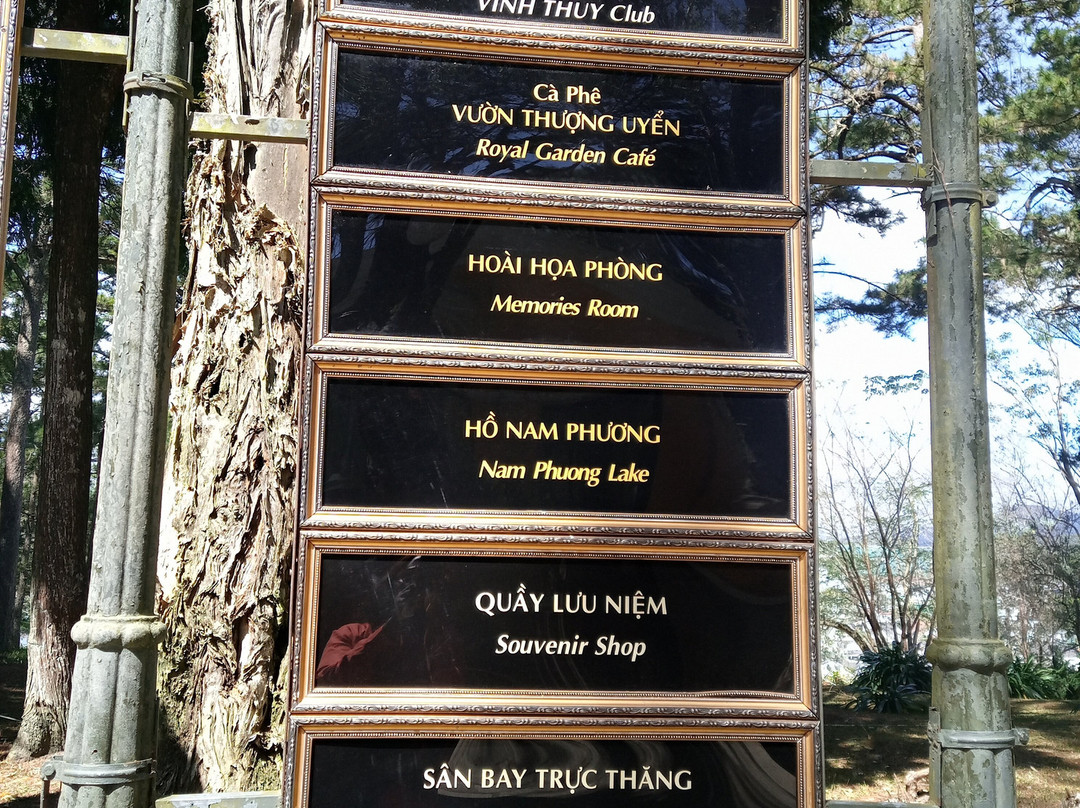 VĨNH THỤY Club
Cà Phê
VƯỜN THƯỢNG UYỂN
Royal Garden Café
HOÀI HỌA PHÒNG
Memories Room
HỒ NAM PHƯƠNG
Nam Phuong Lake
QUẦY LƯU NIỆM
Souvenir Shop
SÂN BAY TRỰC THĂNG